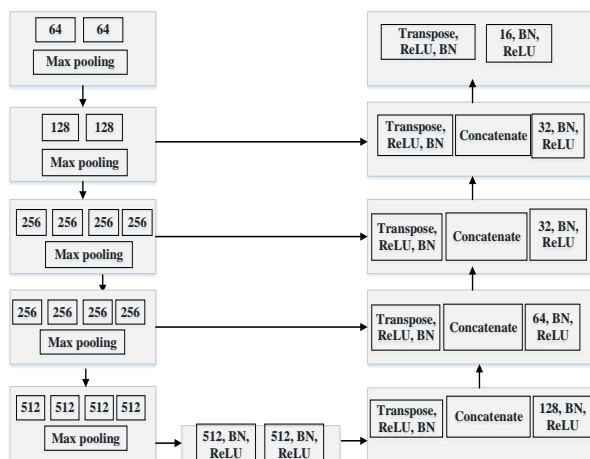 64 64
Max pooling
128 128
Max pooling
256 256 256 256
Max pooling
256 256 256 256
Max pooling
512 512 512 512
Max pooling
512, BN,
ReLU
512, BN,
ReLU
Transpose,
ReLU, BN
16, BN,
ReLU
Transpose,
ReLU, BN
Concatenate
32, BN,
ReLU
Transpose,
ReLU, BN
Concatenate
32, BN,
ReLU
Transpose,
ReLU, BN
Concatenate
64, BN,
ReLU
Transpose,
ReLU, BN
Concatenate
128, BN,
ReLU